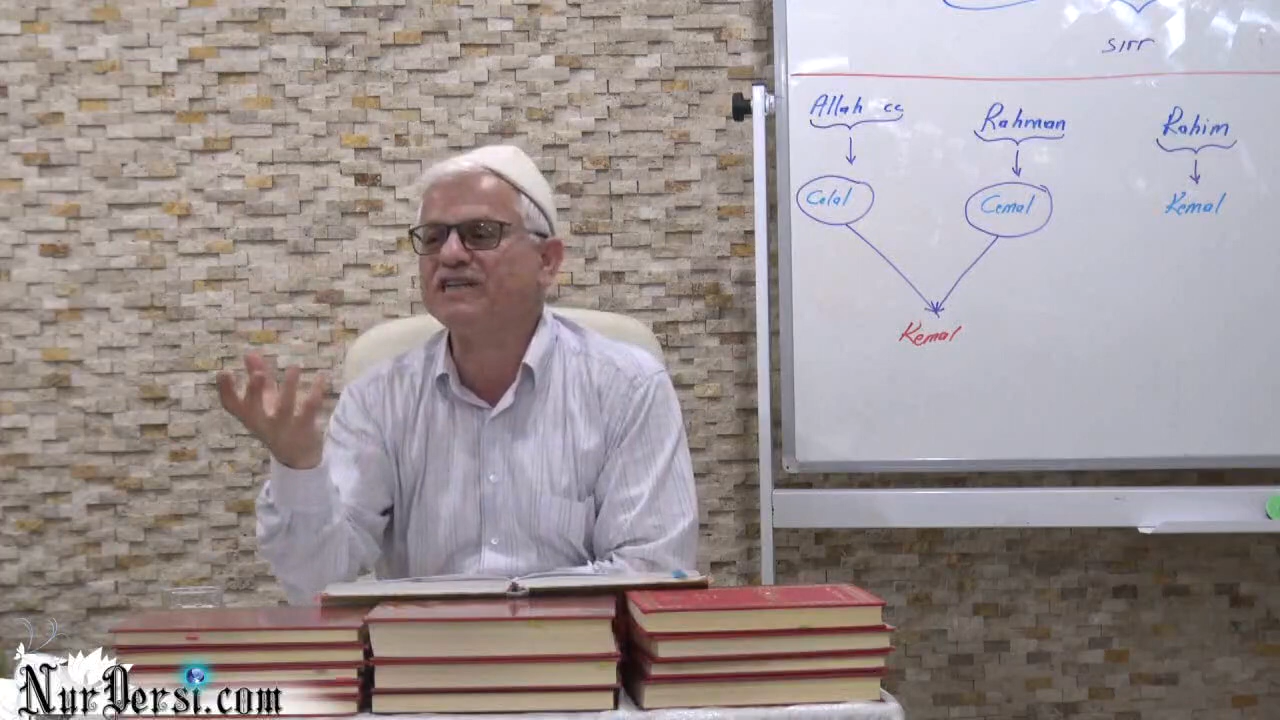 sırr
Allah cc Rahman Rahim
Celal Cemal Kemal
Kemal
NurDersi.com